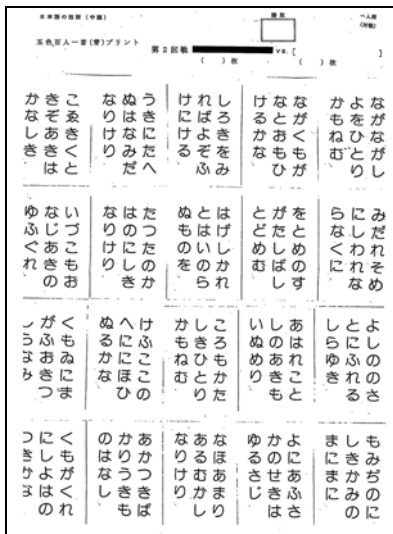 五色百人一首(青)プリント
第2回戦
vs.[ ]
( )枚
( )枚
一人用
ながながし
よをひとり
かもねむ
ながくもが
なとおもひ
けるかな
しろきをみ
ればよぞふ
けにける
うきにたへ
ぬはなみだ
なりけり
こゑきくと
きぞあきは
かなしき
みだれそめ
にしわれな
らなくに
をとめのす
がたしばし
とどめむ
はげしかれ
とはいのら
ぬものを
たつたのか
はのにしき
なりけり
いづこもお
なじあきの
ゆふぐれ
よしののさ
とにふれる
しらゆき
あはれこと
しのあきも
いぬめり
ころもかた
しきひとり
かもねむ
けふここの
へににほひ
ぬるかな
くもゐにま
がふおきつ
しらなみ
もみぢのに
しきかみの
まにまに
よにあふさ
かのせきは
ゆるさじ
なほあまり
あるむかし
なりけり
あかつきば
かりうきも
のはなし
くもがくれ
にしよはの
つきかな